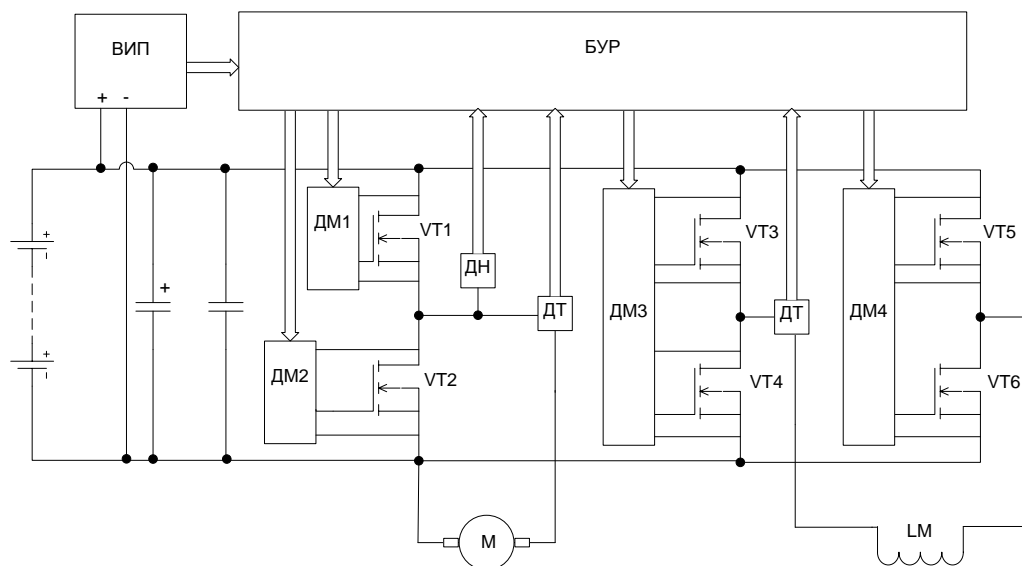 ВИП
БУР
+ -
ДМ1
VT1
ДН
ДТ
ДМ2
VT2
ДМ3
VT3
VT4
ДТ
ДМ4
VT5
VT6
+
-
+
-
+
М
LM